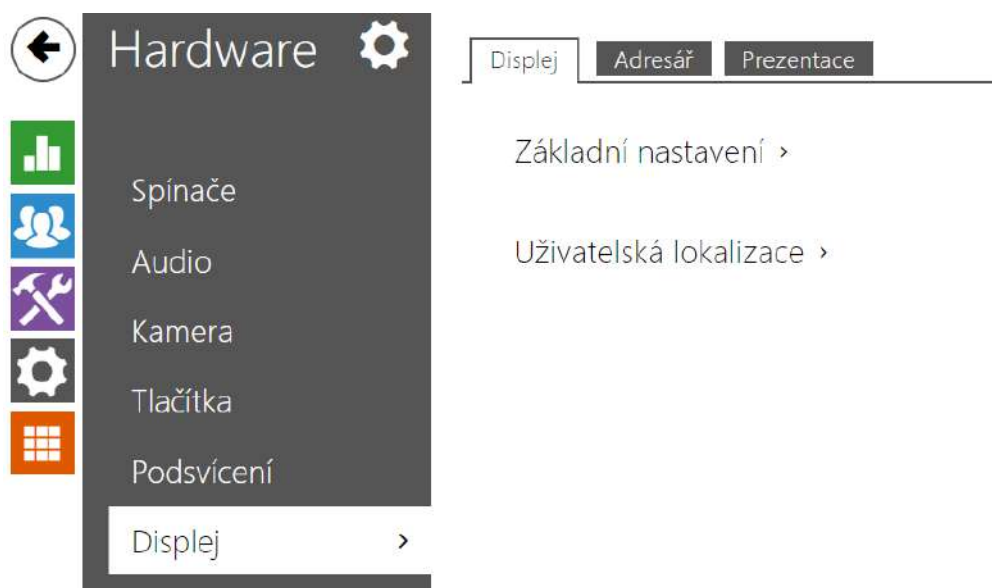 Hardware
Spínače
Audio
Kamera
Tlačítka
Podsvícení
Displej
Displej Adresář Prezentace
Základní nastavení
Uživatelská lokalizace